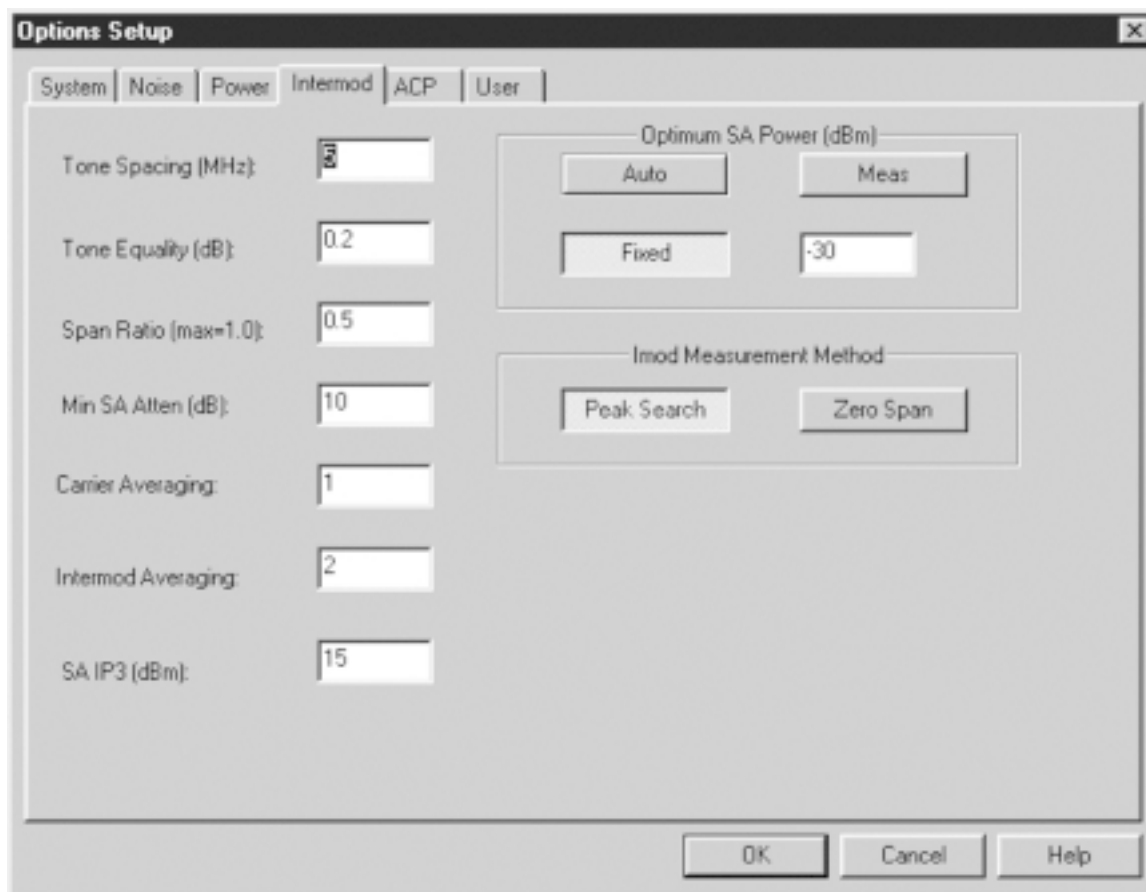 Options Setup
System Noise Power Intermod ACP User
Tone Spacing (MHz):
Tone Equality (dB): 0.2
Span Ratio (max=1.0): 0.5
Min SA Atten (dB): 10
Carrier Averaging: 1
Intermod Averaging: 2
SA IP3 (dBm): 15
Optimum SA Power (dBm)
Auto Meas
Fixed -30
Imod Measurement Method
Peak Search Zero Span
OK Cancel Help